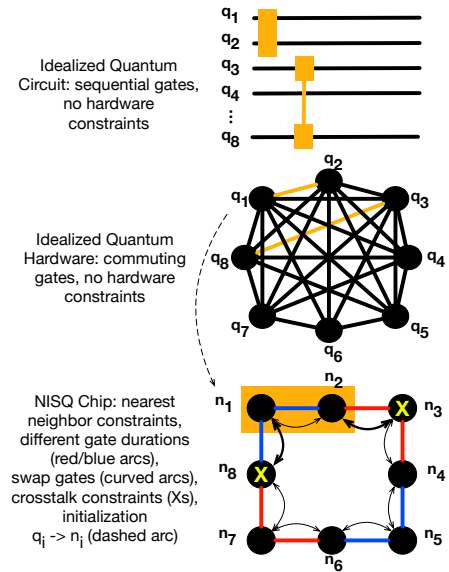 q1
q2
q3
q4
...
q8
Idealized Quantum
Circuit: sequential gates,
no hardware
constraints
q2
q1
q3
q8
q4
q7
q5
q6
Idealized Quantum
Hardware: commuting
gates, no hardware
constraints
n1
n2
n3
X
n8
X
n4
n7
n6
n5
NISQ Chip: nearest
neighbor constraints,
different gate durations
(red/blue arcs),
swap gates (curved arcs),
crosstalk constraints (Xs),
initialization
qi -> ni (dashed arc)